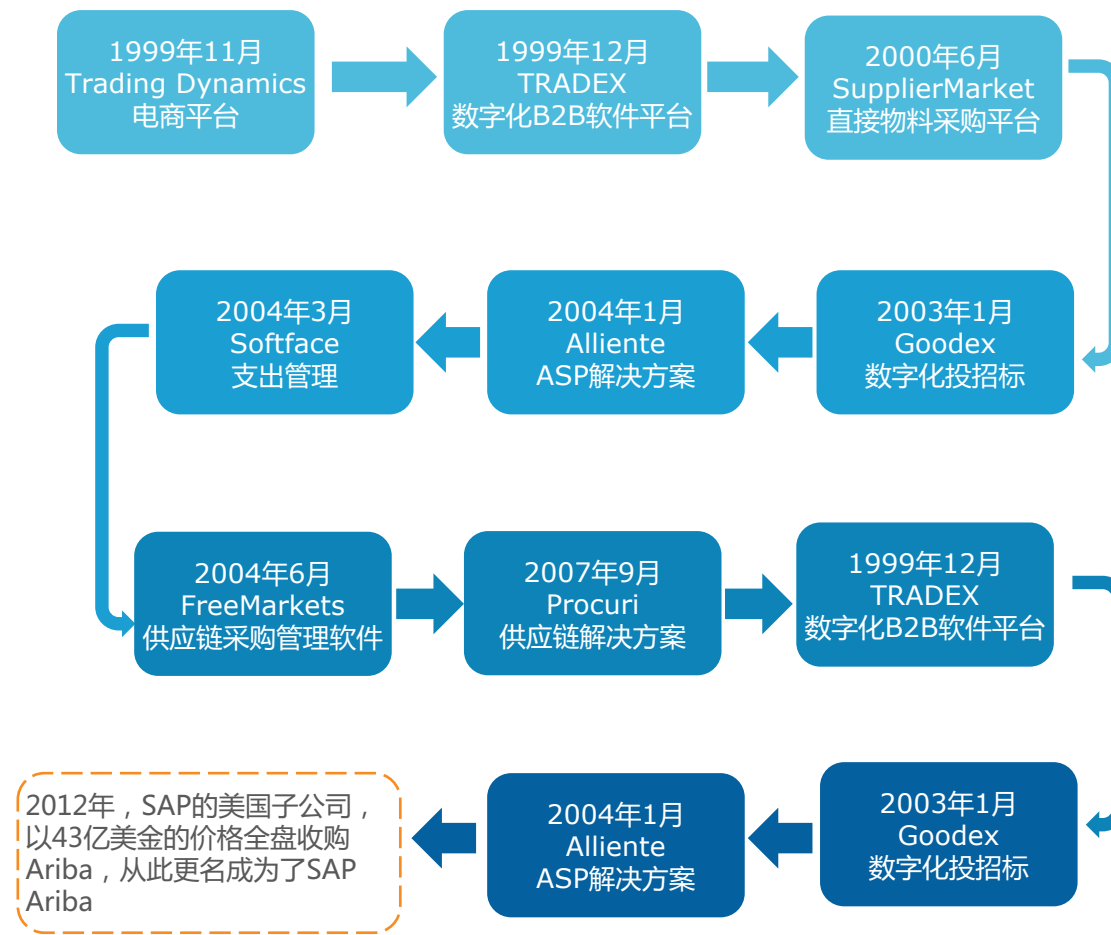 1999年11月
Trading Dynamics
电商平台
1999年12月
TRADEX
数字化B2B软件平台
2000年6月
SupplierMarket
直接物料采购平台
2003年1月
Goodex
数字化投招标
2004年1月
Alliente
ASP解决方案
2004年3月
Softface
支出管理
2004年6月
FreeMarkets
供应链采购管理软件
2007年9月
Procuri
供应链解决方案
1999年12月
TRADEX
数字化B2B软件平台
2003年1月
Goodex
数字化投招标
2004年1月
Alliente
ASP解决方案
2012年，SAP的美国子公司，
以43亿美金的价格全盘收购
Ariba，从此更名成为了SAP
Ariba